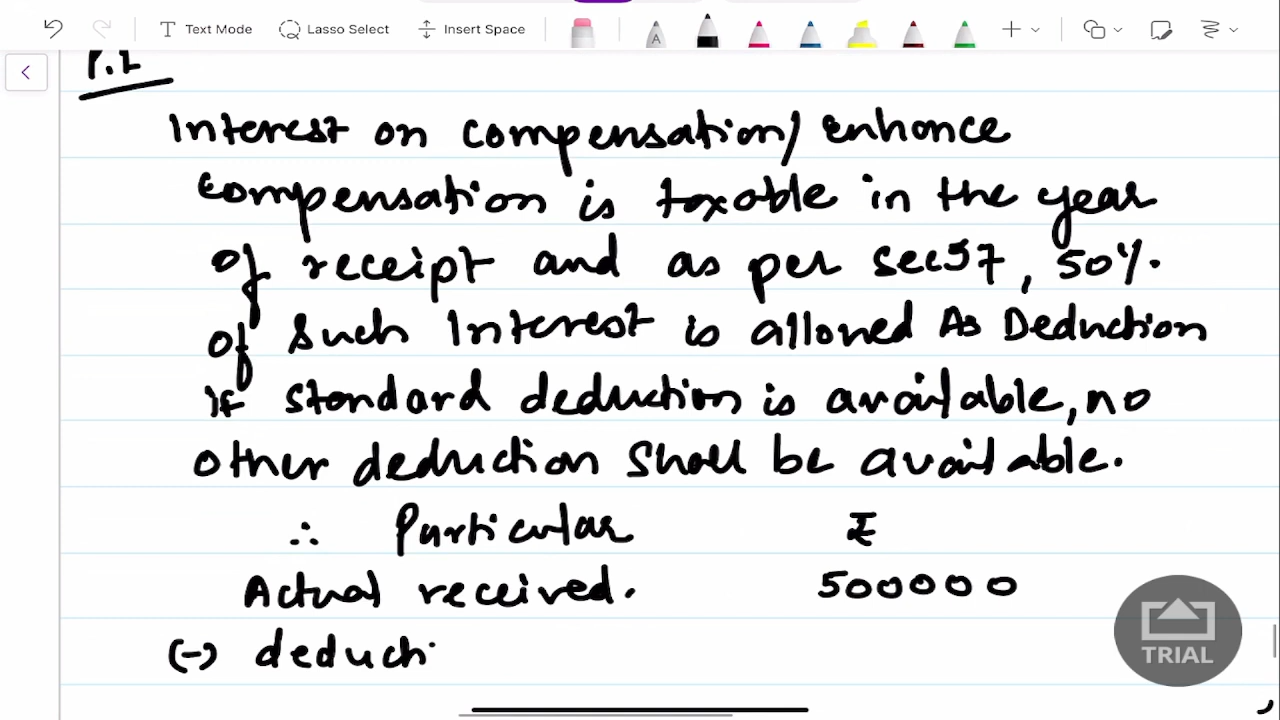 Text Mode Lasso Select Insert Space
A
P.1
Interest on compensation/ Enhonce
compensation is taxable in the year
of receipt and as per sec57, 50%.
of such Interest is allowed As Deduction
If standard deduction is available, no
other deduction shall be available.
∴ Particular ₹
Actual received. 500000
(-) deducti
TRIAL